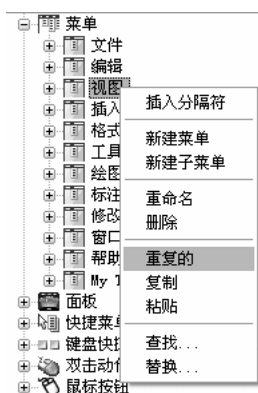 菜单
文件
编辑
视图
插入
格式
工具
绘图
标注
修改
窗口
帮助
My T
面板
快捷菜单
键盘快捷
双击动作
鼠标按钮
插入分隔符
新建菜单
新建子菜单
重命名
删除
重复的
复制
粘贴
查找...
替换...